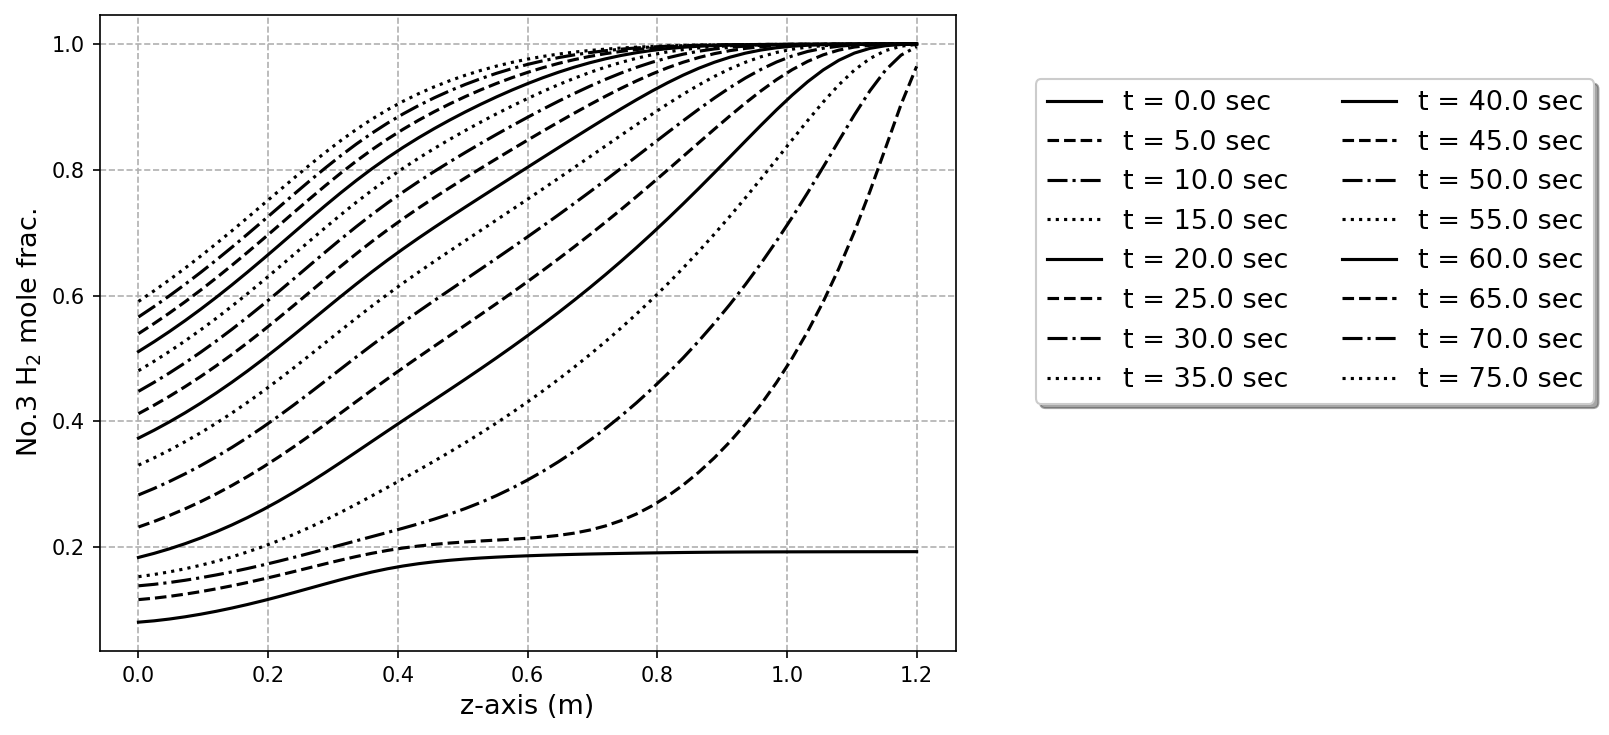 1.0
0.8
0.6
0.4
0.2
No.3 H₂ mole frac.
0.0 0.2 0.4 0.6 0.8 1.0 1.2
z-axis (m)
t = 0.0 sec
t = 5.0 sec
t = 10.0 sec
t = 15.0 sec
t = 20.0 sec
t = 25.0 sec
t = 30.0 sec
t = 35.0 sec
t = 40.0 sec
t = 45.0 sec
t = 50.0 sec
t = 55.0 sec
t = 60.0 sec
t = 65.0 sec
t = 70.0 sec
t = 75.0 sec